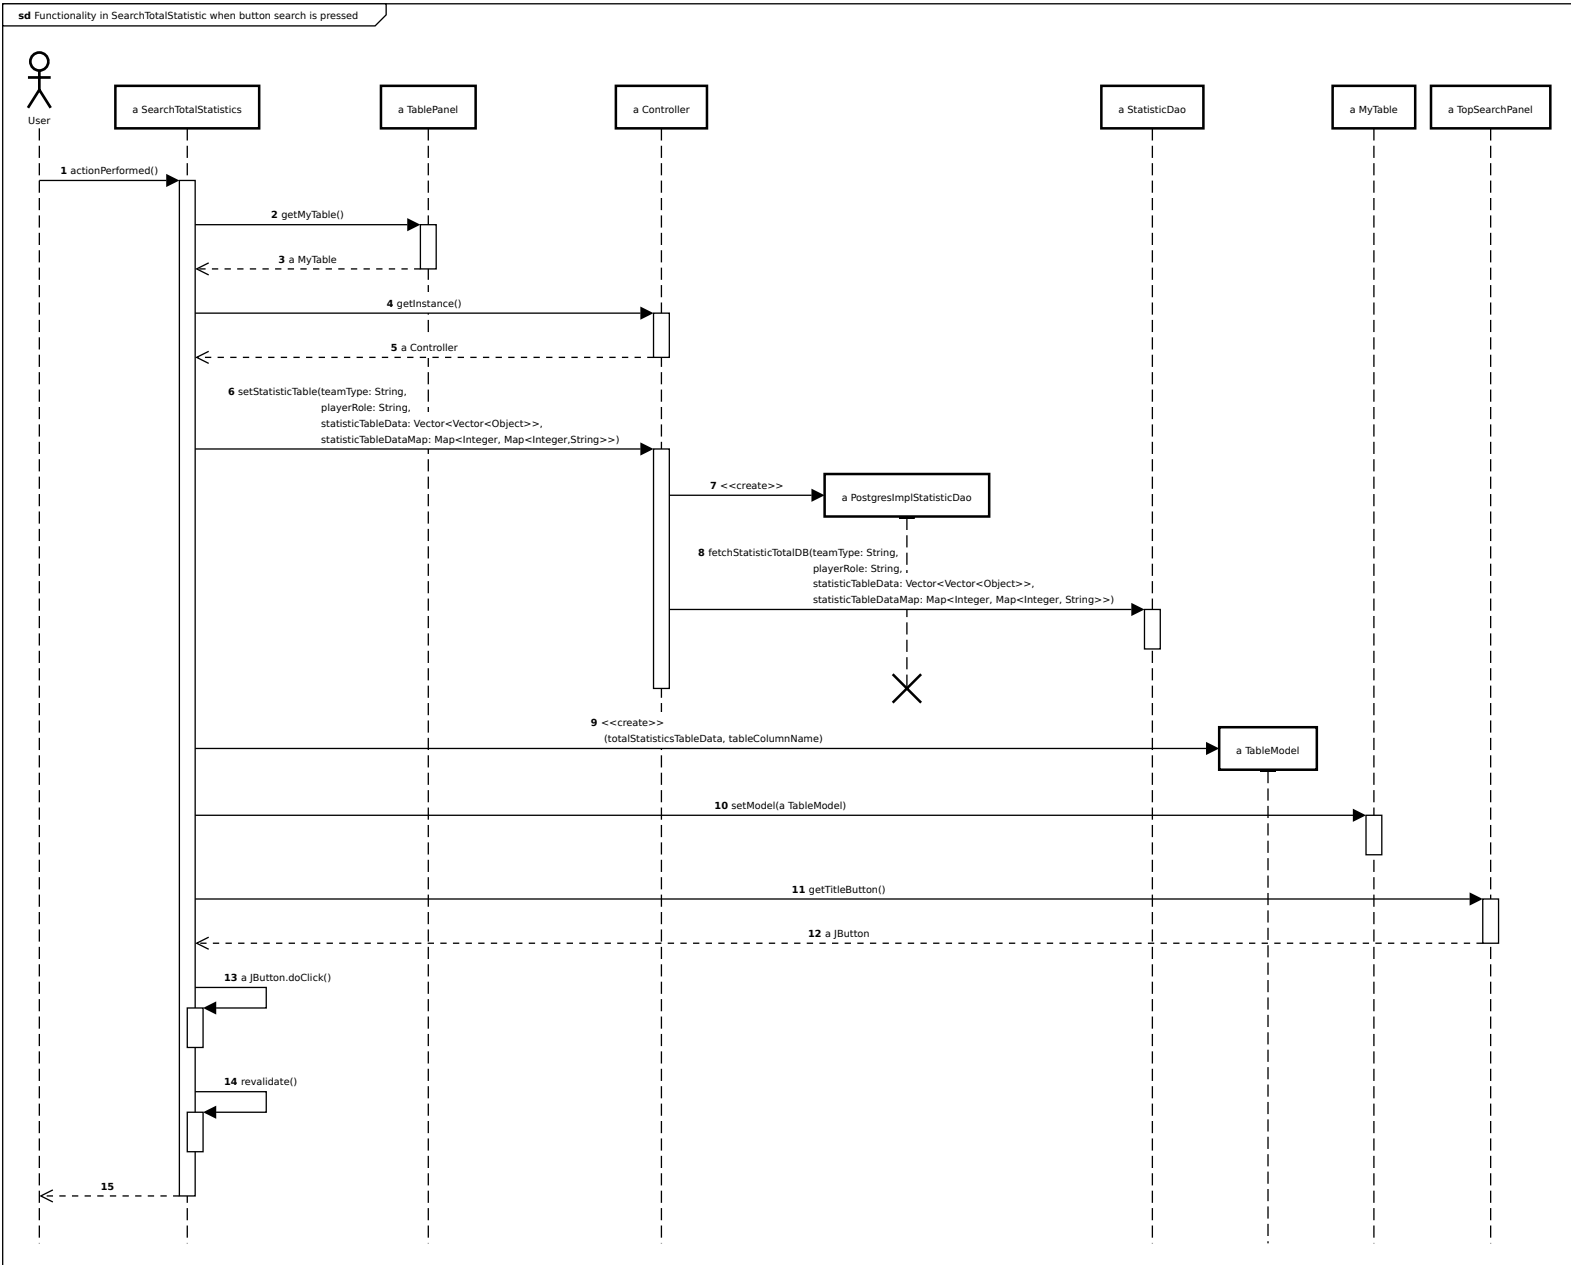 sd Functionality in SearchTotalStatistic when button search is pressed
User
a SearchTotalStatistics
a TablePanel
a Controller
a StatisticDao
a MyTable
a TopSearchPanel
1 actionPerformed()
2 getMyTable()
3 a MyTable
4 getInstance()
5 a Controller
6 setStatisticTable(teamType: String,
playerRole: String,
statisticTableData: Vector<Vector<Object>>,
statisticTableDataMap: Map<Integer, Map<Integer,String>>)
7 <<create>>
a PostgresImplStatisticDao
8 fetchStatisticTotalDB(teamType: String,
playerRole: String,
statisticTableData: Vector<Vector<Object>>,
statisticTableDataMap: Map<Integer, Map<Integer, String>>)
9 <<create>>
(totalStatisticsTableData, tableColumnName)
a TableModel
10 setModel(a TableModel)
11 getTitleButton()
12 a JButton
13 a JButton.doClick()
14 revalidate()
15